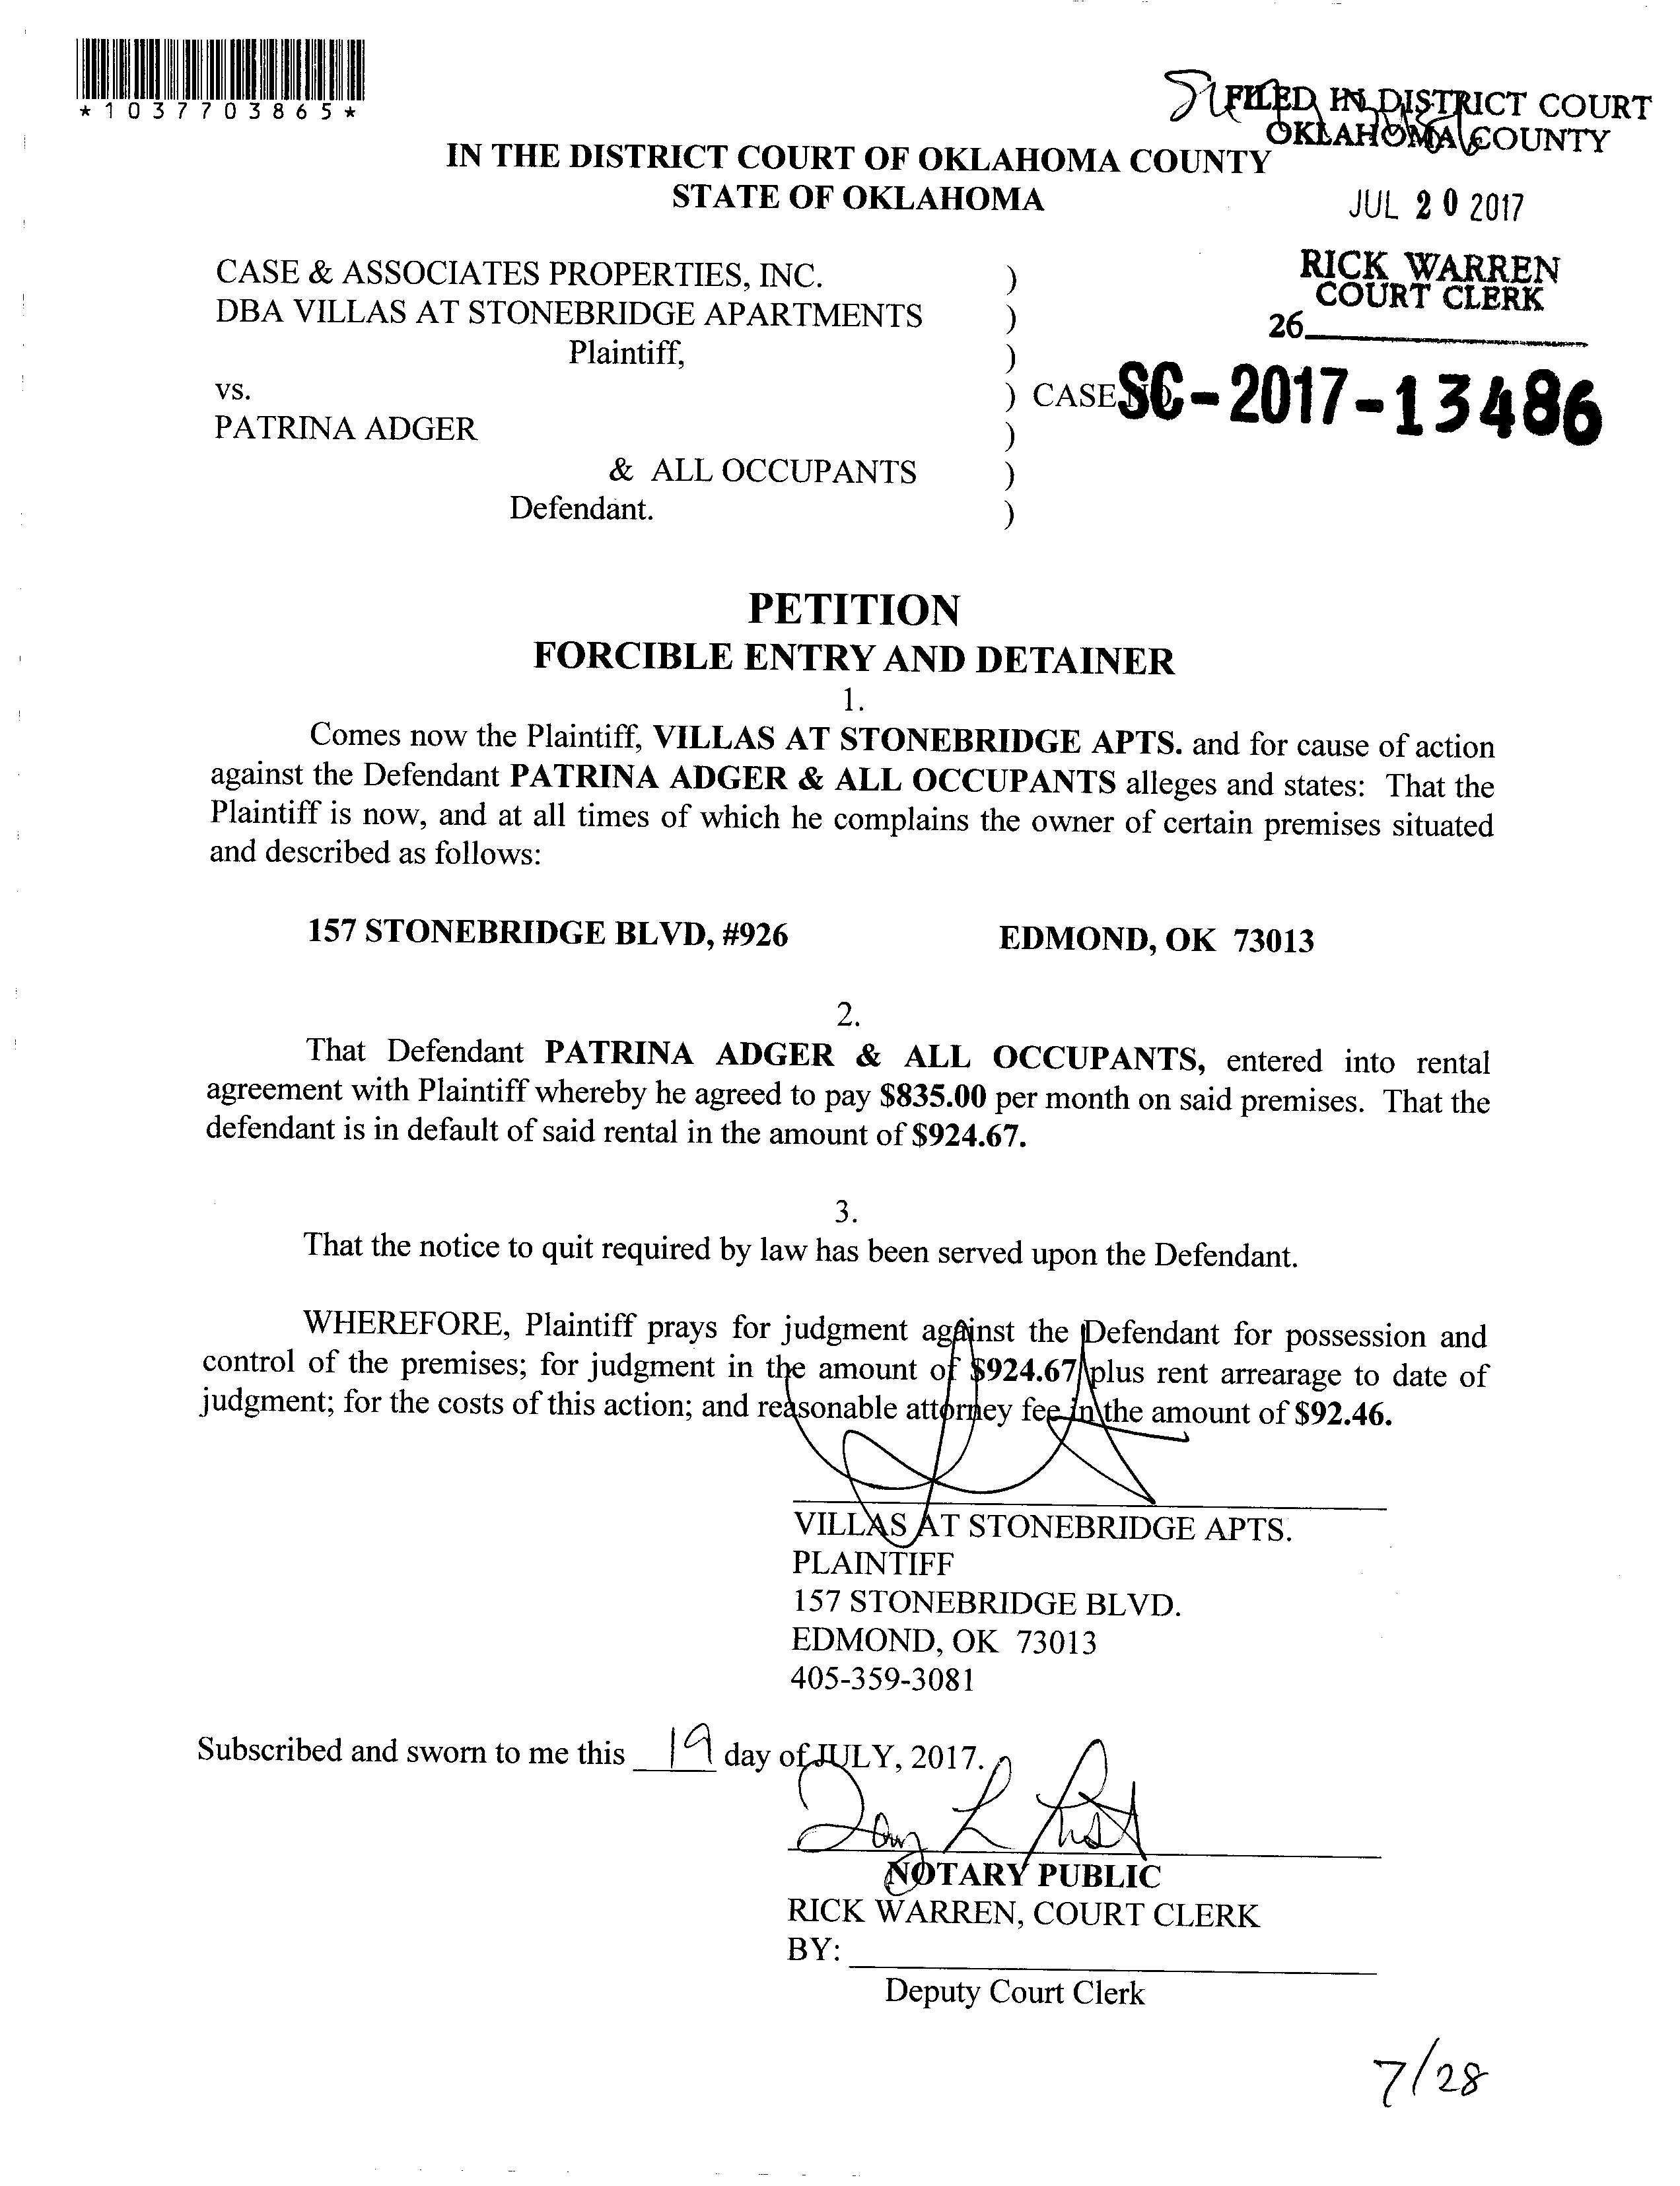 *1037703865*
FILED IN DISTRICT COURT
OKLAHOMA COUNTY
JUL 20 2017
RICK WARREN
COURT CLERK
26
IN THE DISTRICT COURT OF OKLAHOMA COUNTY
STATE OF OKLAHOMA
CASE & ASSOCIATES PROPERTIES, INC. )
DBA VILLAS AT STONEBRIDGE APARTMENTS )
Plaintiff, )
vs. ) CASE NO. SC-2017-13486
PATRINA ADGER )
& ALL OCCUPANTS )
Defendant. )
PETITION
FORCIBLE ENTRY AND DETAINER
1.
Comes now the Plaintiff, VILLAS AT STONEBRIDGE APTS. and for cause of action
against the Defendant PATRINA ADGER & ALL OCCUPANTS alleges and states: That the
Plaintiff is now, and at all times of which he complains the owner of certain premises situated
and described as follows:
157 STONEBRIDGE BLVD, #926 EDMOND, OK 73013
2.
That Defendant PATRINA ADGER & ALL OCCUPANTS, entered into rental
agreement with Plaintiff whereby he agreed to pay $835.00 per month on said premises. That the
defendant is in default of said rental in the amount of $924.67.
3.
That the notice to quit required by law has been served upon the Defendant.
WHEREFORE, Plaintiff prays for judgment against the Defendant for possession and
control of the premises; for judgment in the amount of $924.67 plus rent arrearage to date of
judgment; for the costs of this action; and reasonable attorney fee in the amount of $92.46.
VILLAS AT STONEBRIDGE APTS.
PLAINTIFF
157 STONEBRIDGE BLVD.
EDMOND, OK 73013
405-359-3081
Subscribed and sworn to me this 19 day of JULY, 2017.
NOTARY PUBLIC
RICK WARREN, COURT CLERK
BY:
Deputy Court Clerk
7/28